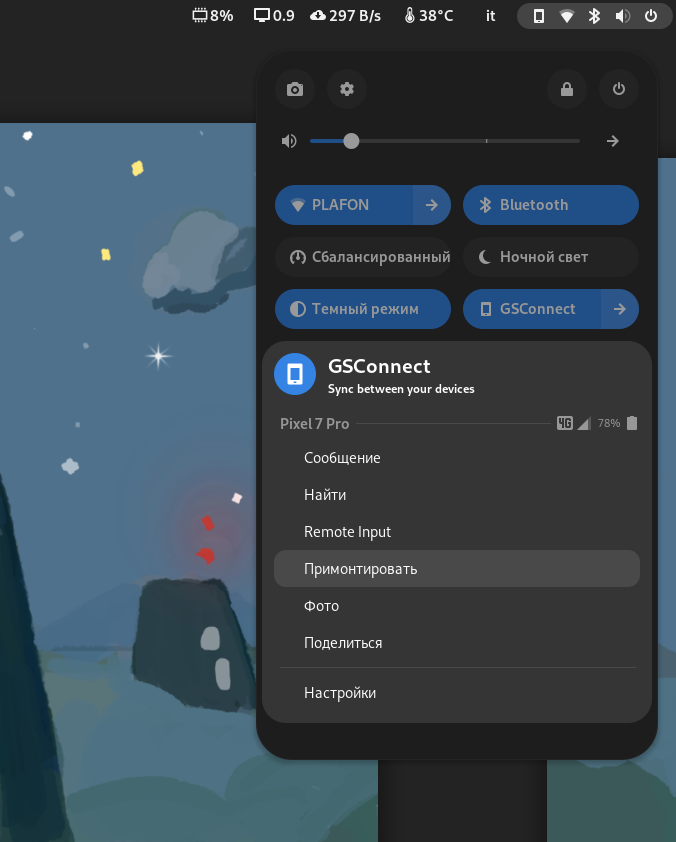 8% 0.9 297 B/s 38°C it
PLAFON Bluetooth
Сбалансированный Ночной свет
Темный режим GSConnect
GSConnect
Sync between your devices
Pixel 7 Pro 4G 78%
Сообщение
Найти
Remote Input
Примонтировать
Фото
Поделиться
Настройки